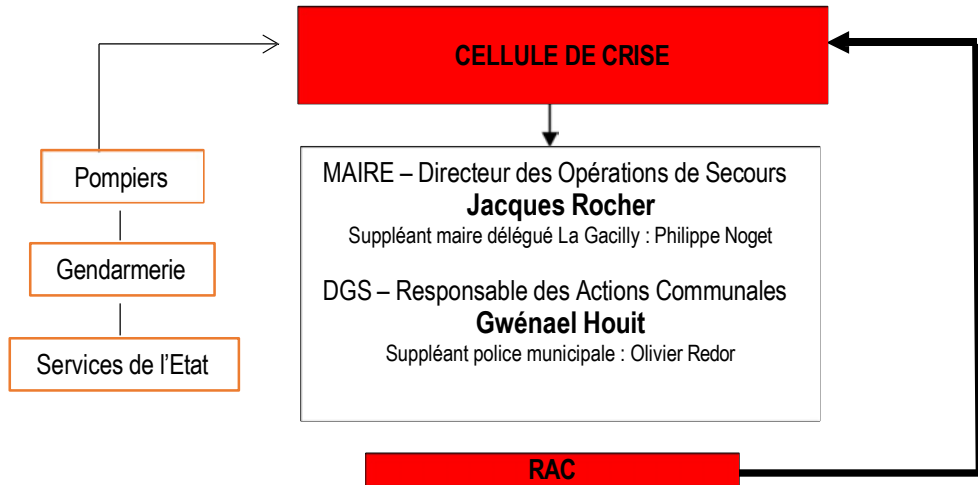 CELLULE DE CRISE
Pompiers
Gendarmerie
Services de l'Etat
MAIRE – Directeur des Opérations de Secours
Jacques Rocher
Suppléant maire délégué La Gacilly : Philippe Noget
DGS – Responsable des Actions Communales
Gwénael Houit
Suppléant police municipale : Olivier Redor
RAC